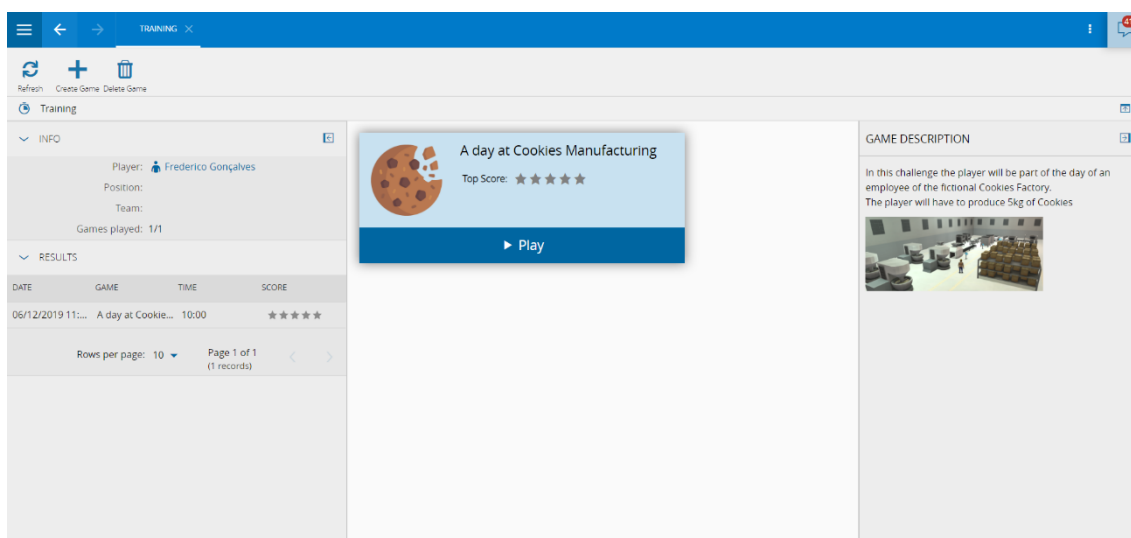 TRAINING
Refresh Create Game Delete Game
Training
INFO
Player: Frederico Gonçalves
Position:
Team:
Games played: 1/1
RESULTS
DATE GAME TIME SCORE
06/12/2019 11:... A day at Cookie... 10:00
Rows per page: 10 Page 1 of 1
(1 records)
A day at Cookies Manufacturing
Top Score:
Play
GAME DESCRIPTION
In this challenge the player will be part of the day of an
employee of the fictional Cookies Factory.
The player will have to produce 5kg of Cookies